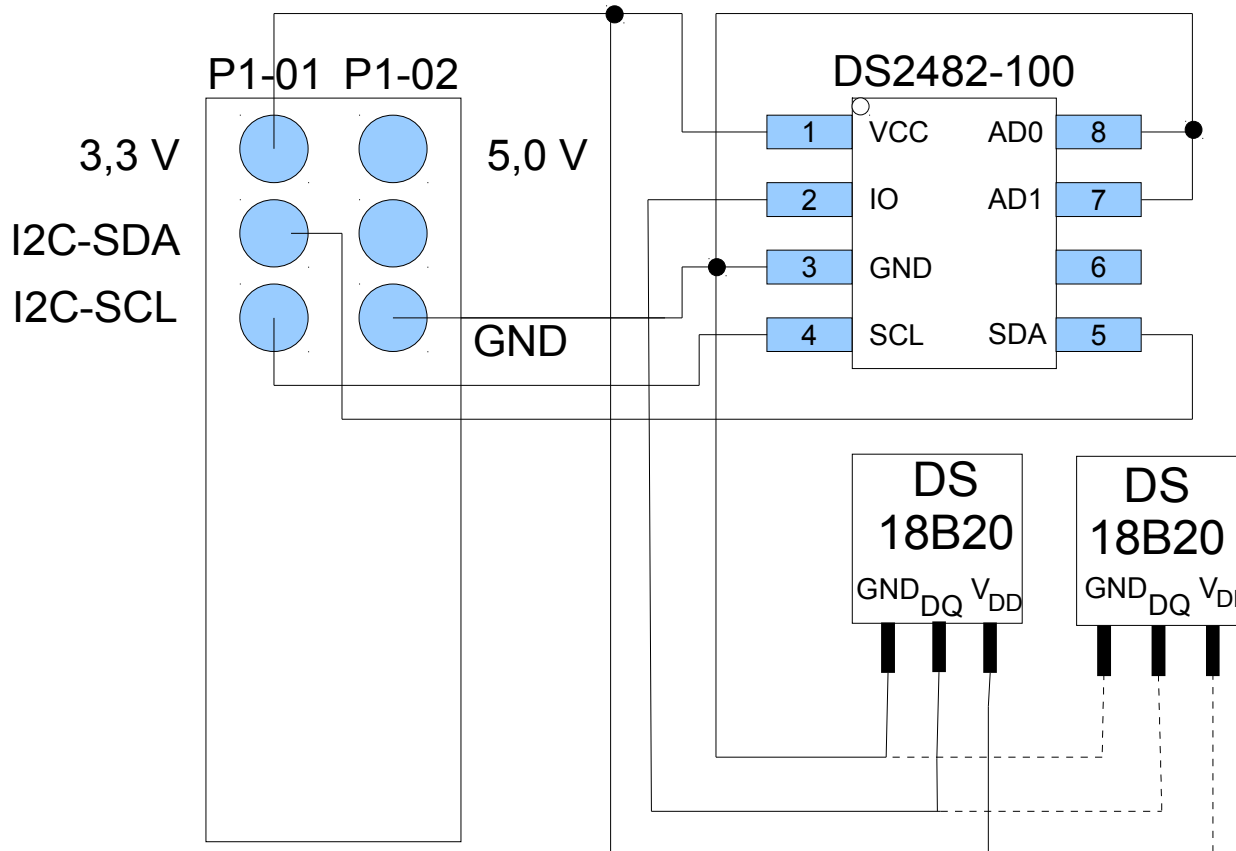 P1-01 P1-02
3,3 V
5,0 V
I2C-SDA
I2C-SCL
GND
DS2482-100
1 VCC AD0 8
2 IO AD1 7
3 GND 6
4 SCL SDA 5
DS
18B20
GND DQ VDD
DS
18B20
GND DQ VD